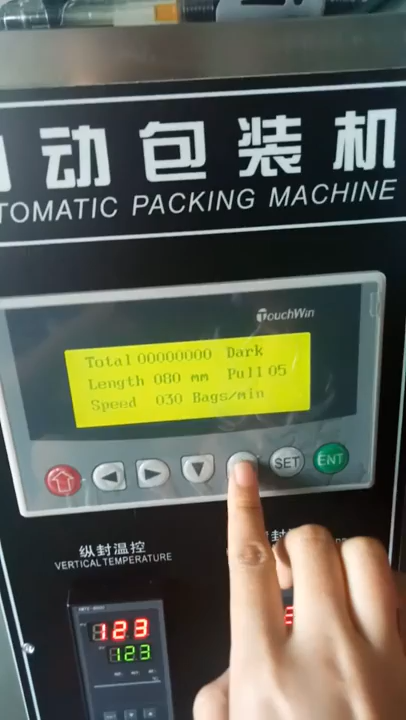 动包装机
TOMATIC PACKING MACHINE
TouchWin
Total 00000000 Dark
Length 080 mm Pull 05
Speed 030 Bags/min
SET
ENT
纵封温控
VERTICAL TEMPERATURE
123
123